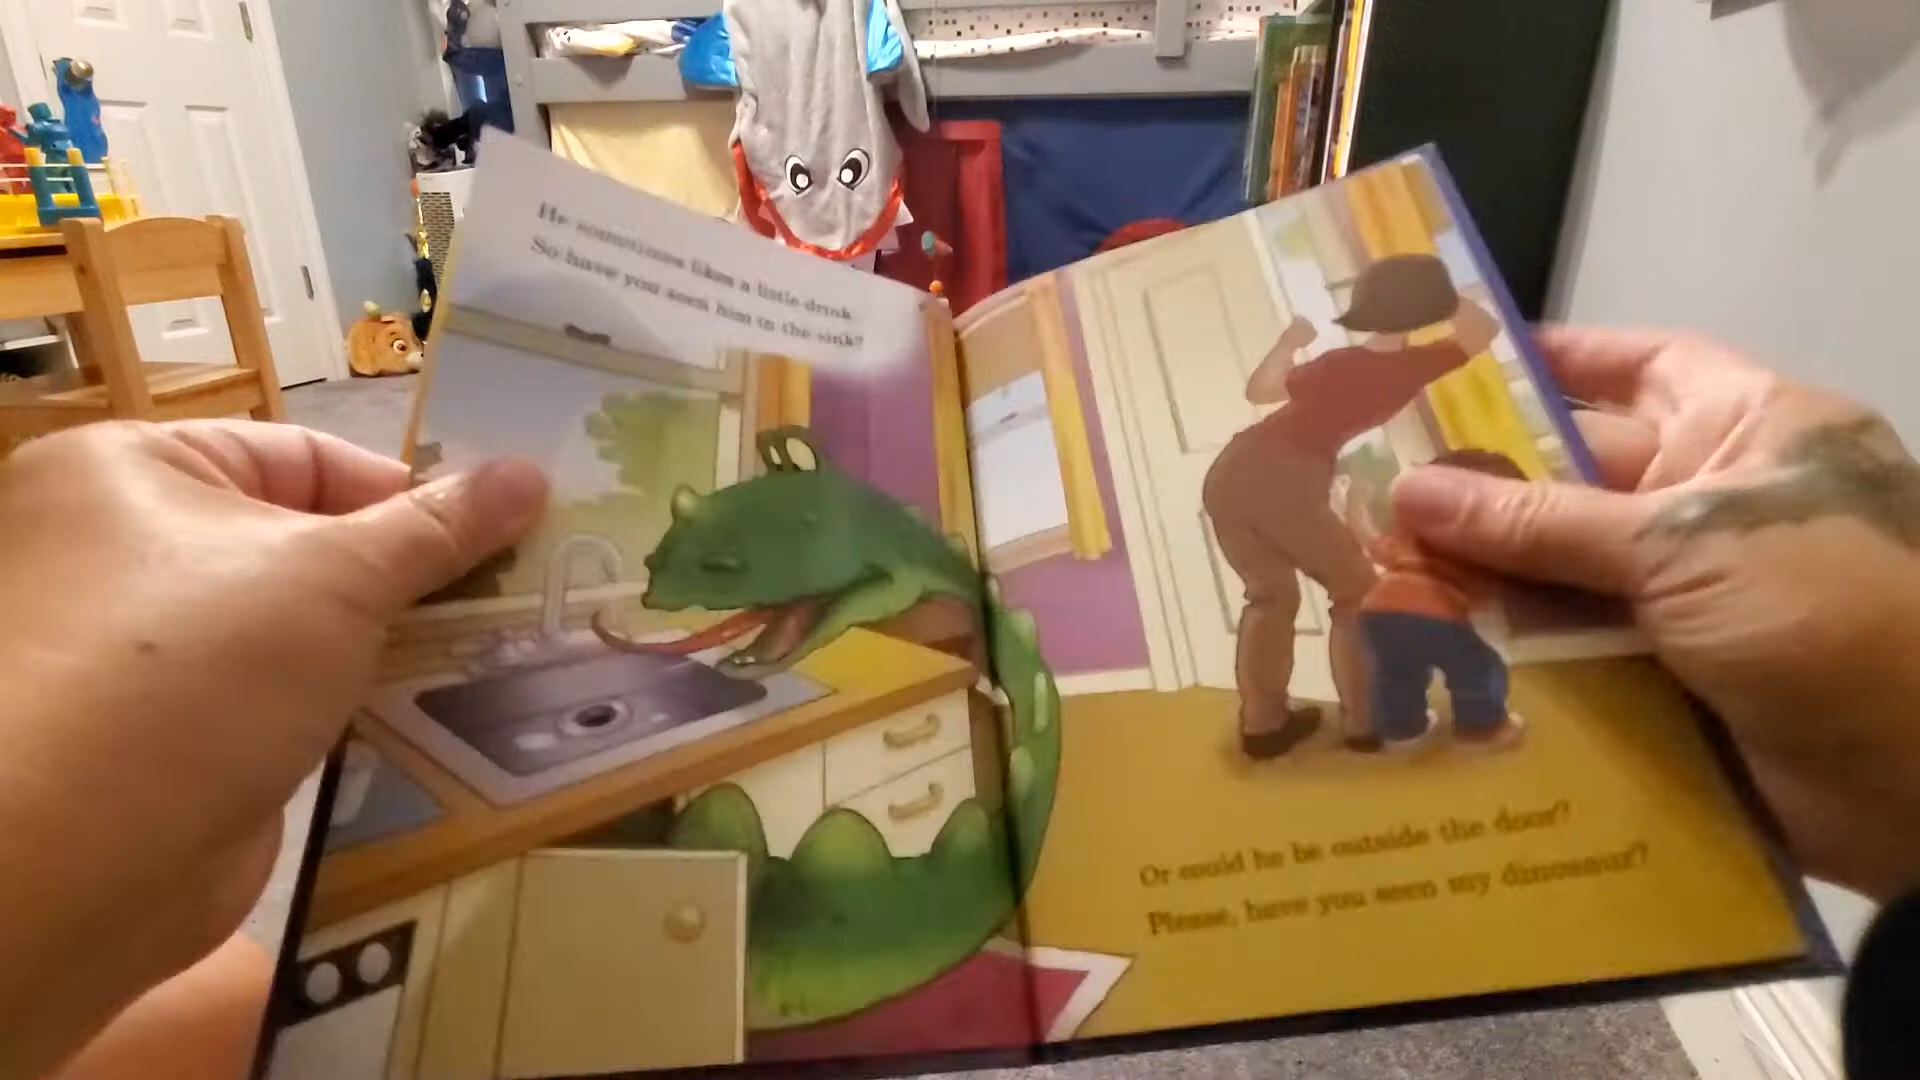 He sometimes likes a little drink.
So have you seen him in the sink?
Or could he be outside the door?
Please, have you seen my dinosaur?